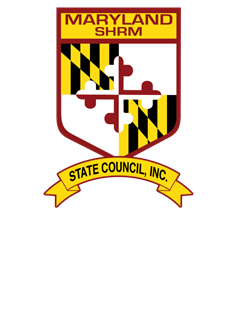 MARYLAND
SHRM
STATE COUNCIL, INC.